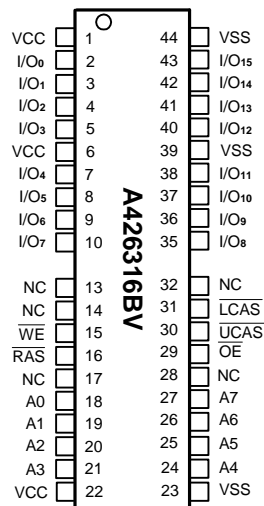 VCC 1 44 VSS
I/O0 2 43 I/O15
I/O1 3 42 I/O14
I/O2 4 41 I/O13
I/O3 5 40 I/O12
VCC 6 39 VSS
I/O4 7 38 I/O11
I/O5 8 37 I/O10
I/O6 9 36 I/O9
I/O7 10 35 I/O8
A426316BV
NC 13 32 NC
NC 14 31 LCAS
WE 15 30 UCAS
RAS 16 29 OE
NC 17 28 NC
A0 18 27 A7
A1 19 26 A6
A2 20 25 A5
A3 21 24 A4
VCC 22 23 VSS